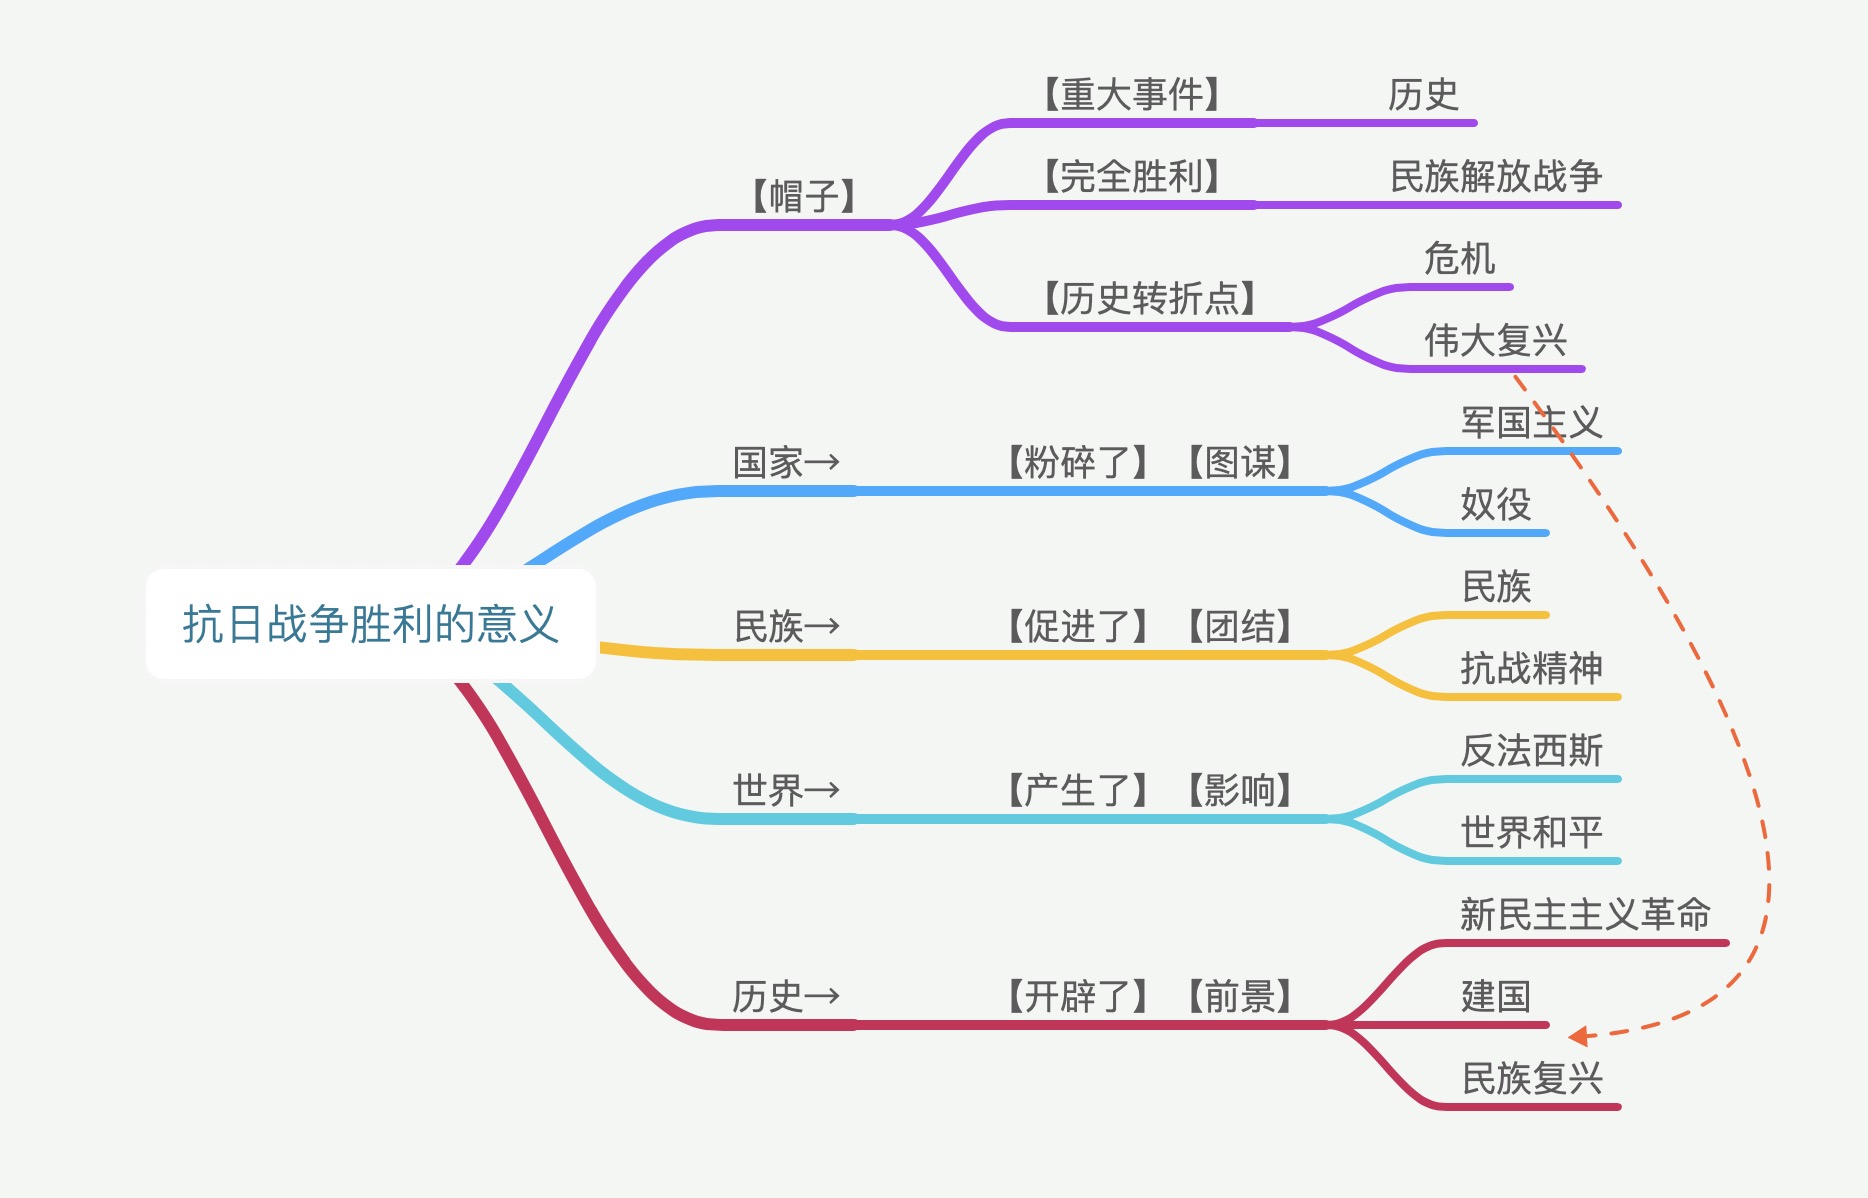 抗日战争胜利的意义
【帽子】
【重大事件】
历史
【完全胜利】
民族解放战争
【历史转折点】
危机
伟大复兴
国家→
【粉碎了】【图谋】
军国主义
奴役
民族→
【促进了】【团结】
民族
抗战精神
世界→
【产生了】【影响】
反法西斯
世界和平
历史→
【开辟了】【前景】
新民主主义革命
建国
民族复兴